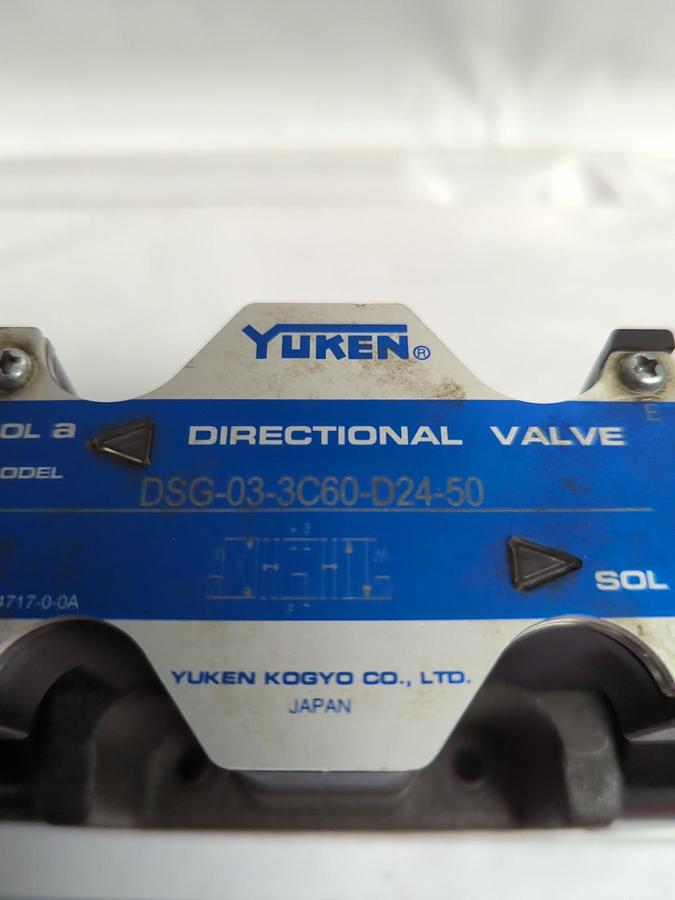 YUKEN®
E
OL a
DIRECTIONAL VALVE
ODEL
DSG-03-3C60-D24-50
SOL
4717-0-0A
YUKEN KOGYO CO., LTD.
JAPAN